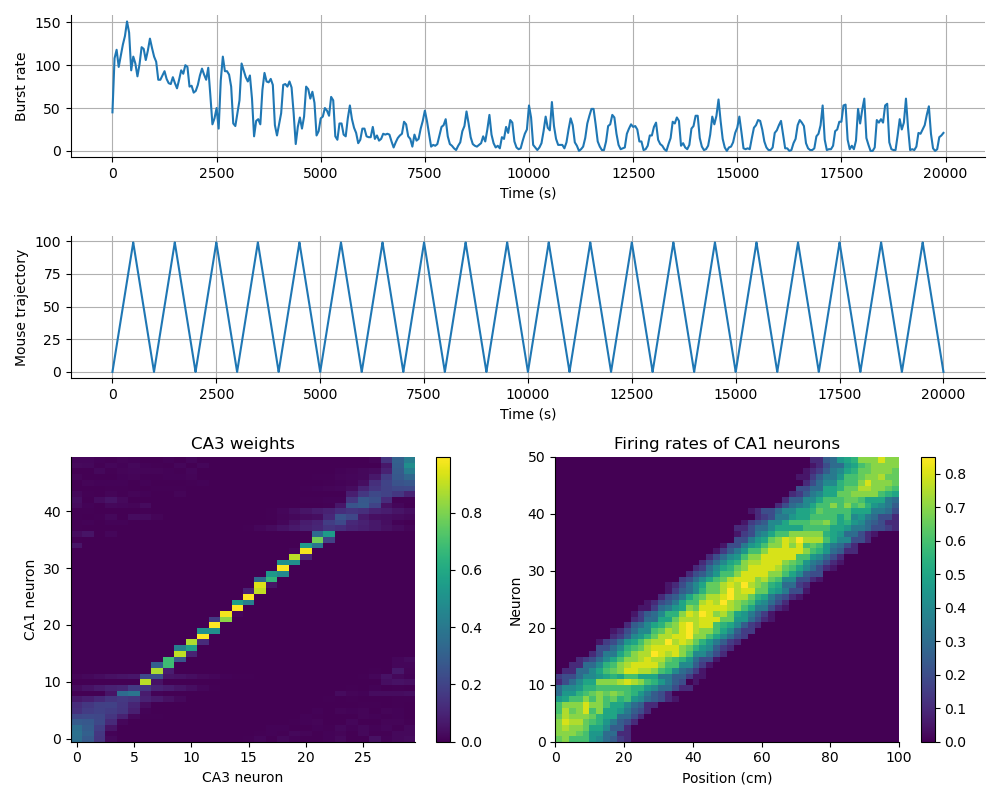 150
100
50
0
Burst rate
0 2500 5000 7500 10000 12500 15000 17500 20000
Time (s)
100
75
50
25
0
Mouse trajectory
0 2500 5000 7500 10000 12500 15000 17500 20000
Time (s)
CA3 weights
40
30
20
10
0
CA1 neuron
0 5 10 15 20 25
CA3 neuron
0.8
0.6
0.4
0.2
0.0
Firing rates of CA1 neurons
50
40
30
20
10
0
Neuron
0 20 40 60 80 100
Position (cm)
0.8
0.7
0.6
0.5
0.4
0.3
0.2
0.1
0.0